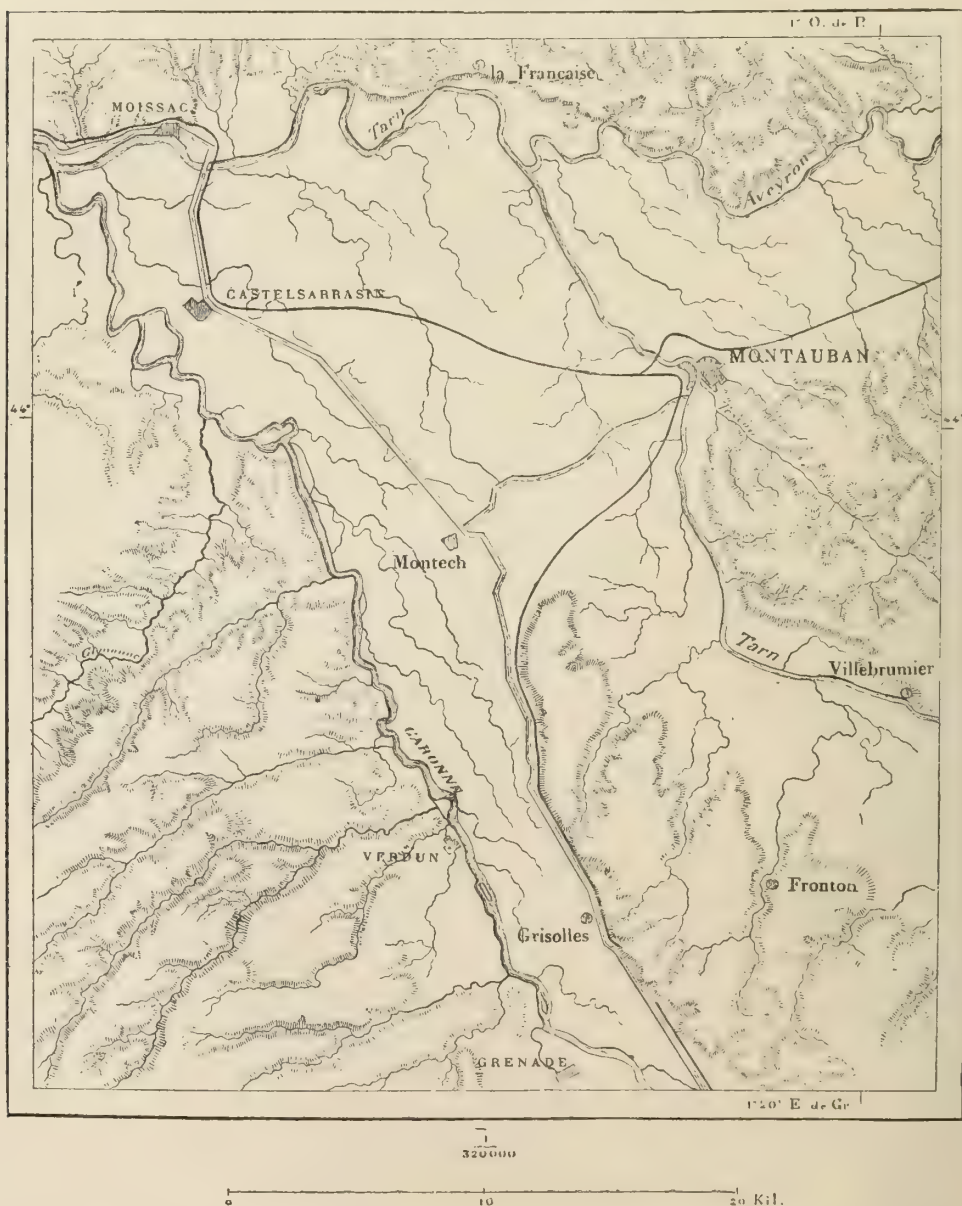 1° O. de P.
la Française
MOISSAC
Tarn
Aveyron
CASTELSARRASIN
MONTAUBAN
44°
44°
Montech
Tarn
Villebrumier
GARONNE
VERDUN
Fronton
Grisolles
GRENADE
1°20' E de Gr
1
320000
0 10 20 Kil.